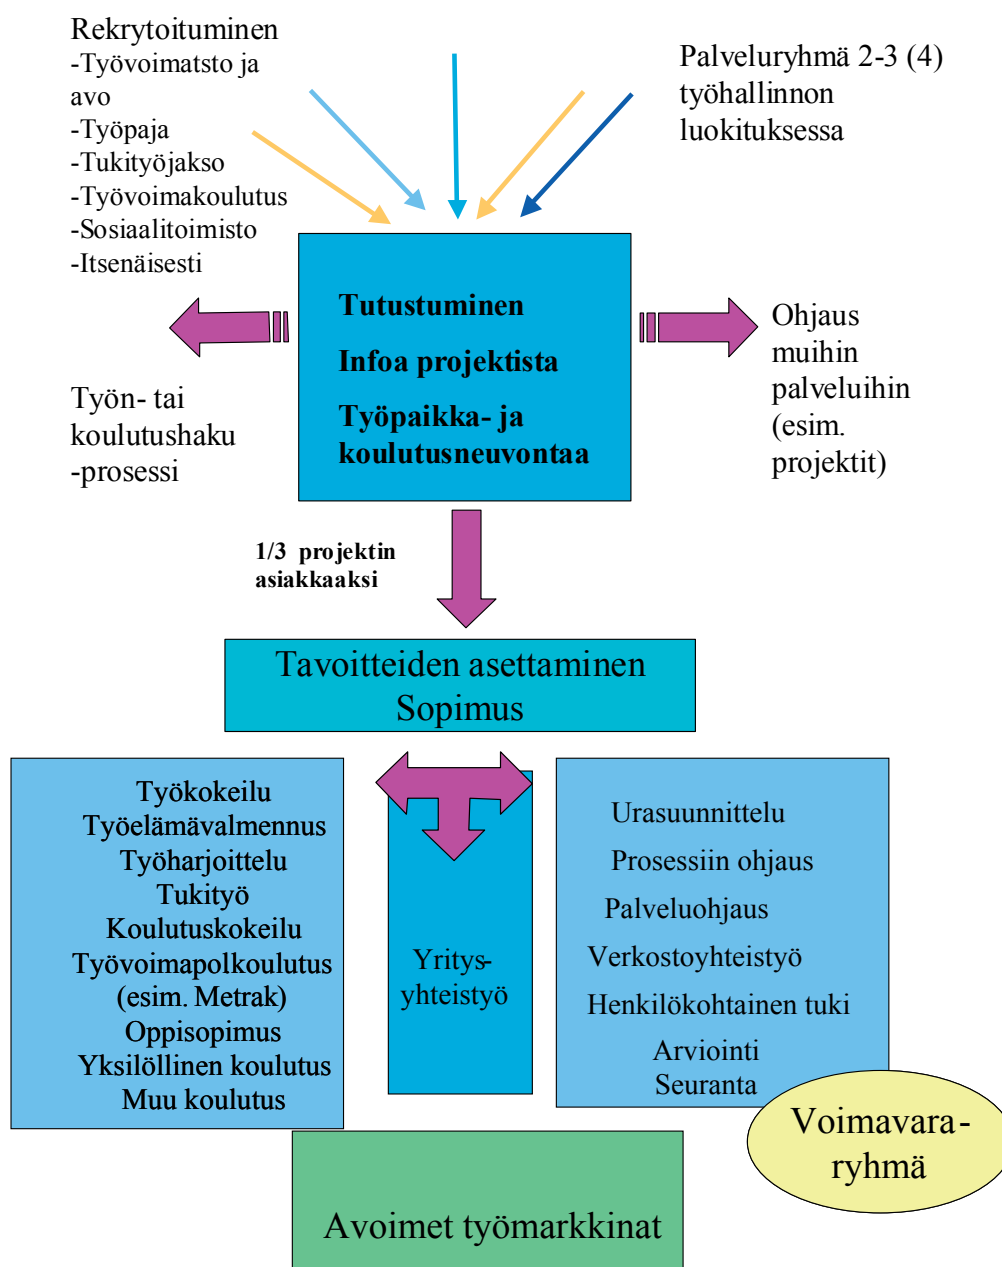 Rekrytoituminen
-Työvoimatsto ja
avo
-Työpaja
-Tukityöjakso
-Työvoimakoulutus
-Sosiaalitoimisto
-Itsenäisesti
Palveluryhmä 2-3 (4)
työhallinnon
luokituksessa
Tutustuminen
Infoa projektista
Työpaikka- ja
koulutusneuvontaa
Työn- tai
koulutushaku
-prosessi
Ohjaus
muihin
palveluihin
(esim.
projektit)
1/3 projektin
asiakkaaksi
Tavoitteiden asettaminen
Sopimus
Työkokeilu
Työelämävalmennus
Työharjoittelu
Tukityö
Koulutuskokeilu
Työvoimapolkoulutus
(esim. Metrak)
Oppisopimus
Yksilöllinen koulutus
Muu koulutus
Yritys-
yhteistyö
Urasuunnittelu
Prosessiin ohjaus
Palveluohjaus
Verkostoyhteistyö
Henkilökohtainen tuki
Arviointi
Seuranta
Voimavara-
ryhmä
Avoimet työmarkkinat